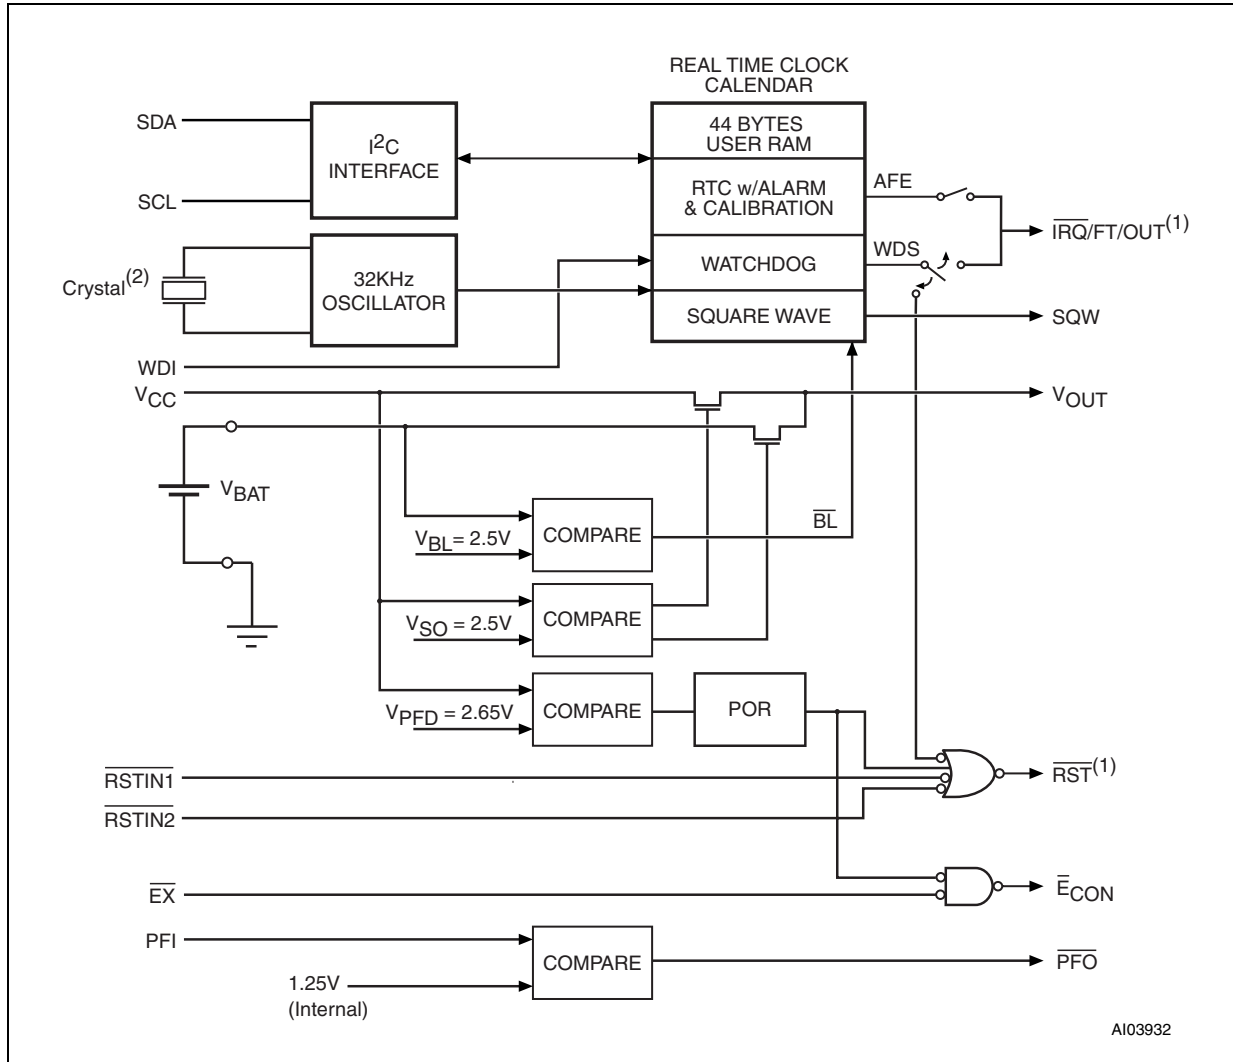 REAL TIME CLOCK
CALENDAR
SDA
SCL
I2C
INTERFACE
44 BYTES
USER RAM
RTC w/ALARM
& CALIBRATION
AFE
IRQ/FT/OUT(1)
WATCHDOG
WDS
Crystal(2)
32KHz
OSCILLATOR
SQUARE WAVE
SQW
WDI
VCC
VOUT
VBAT
VBL = 2.5V
COMPARE
BL
VSO = 2.5V
COMPARE
VPFD = 2.65V
COMPARE
POR
RSTIN1
RST(1)
RSTIN2
EX
ECON
PFI
COMPARE
PFO
1.25V
(Internal)
AI03932